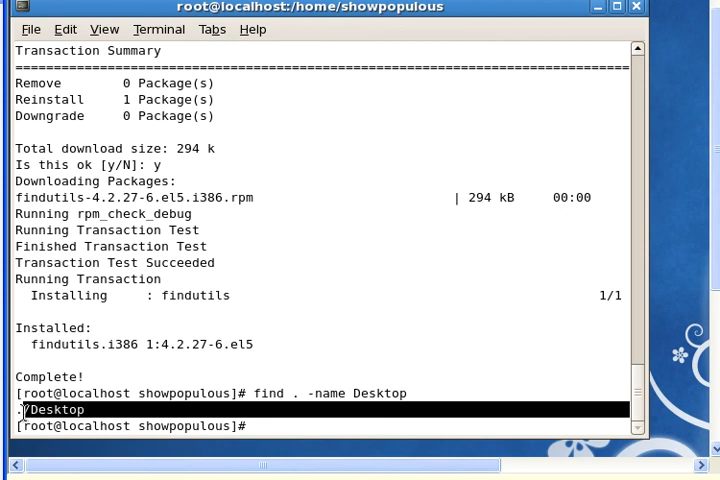 root@localhost:/home/showpopulous
File Edit View Terminal Tabs Help
Transaction Summary
================================================================================
Remove 0 Package(s)
Reinstall 1 Package(s)
Downgrade 0 Package(s)
Total download size: 294 k
Is this ok [y/N]: y
Downloading Packages:
findutils-4.2.27-6.el5.i386.rpm | 294 kB 00:00
Running rpm_check_debug
Running Transaction Test
Finished Transaction Test
Transaction Test Succeeded
Running Transaction
Installing : findutils 1/1
Installed:
findutils.i386 1:4.2.27-6.el5
Complete!
[root@localhost showpopulous]# find . -name Desktop
./Desktop
[root@localhost showpopulous]#